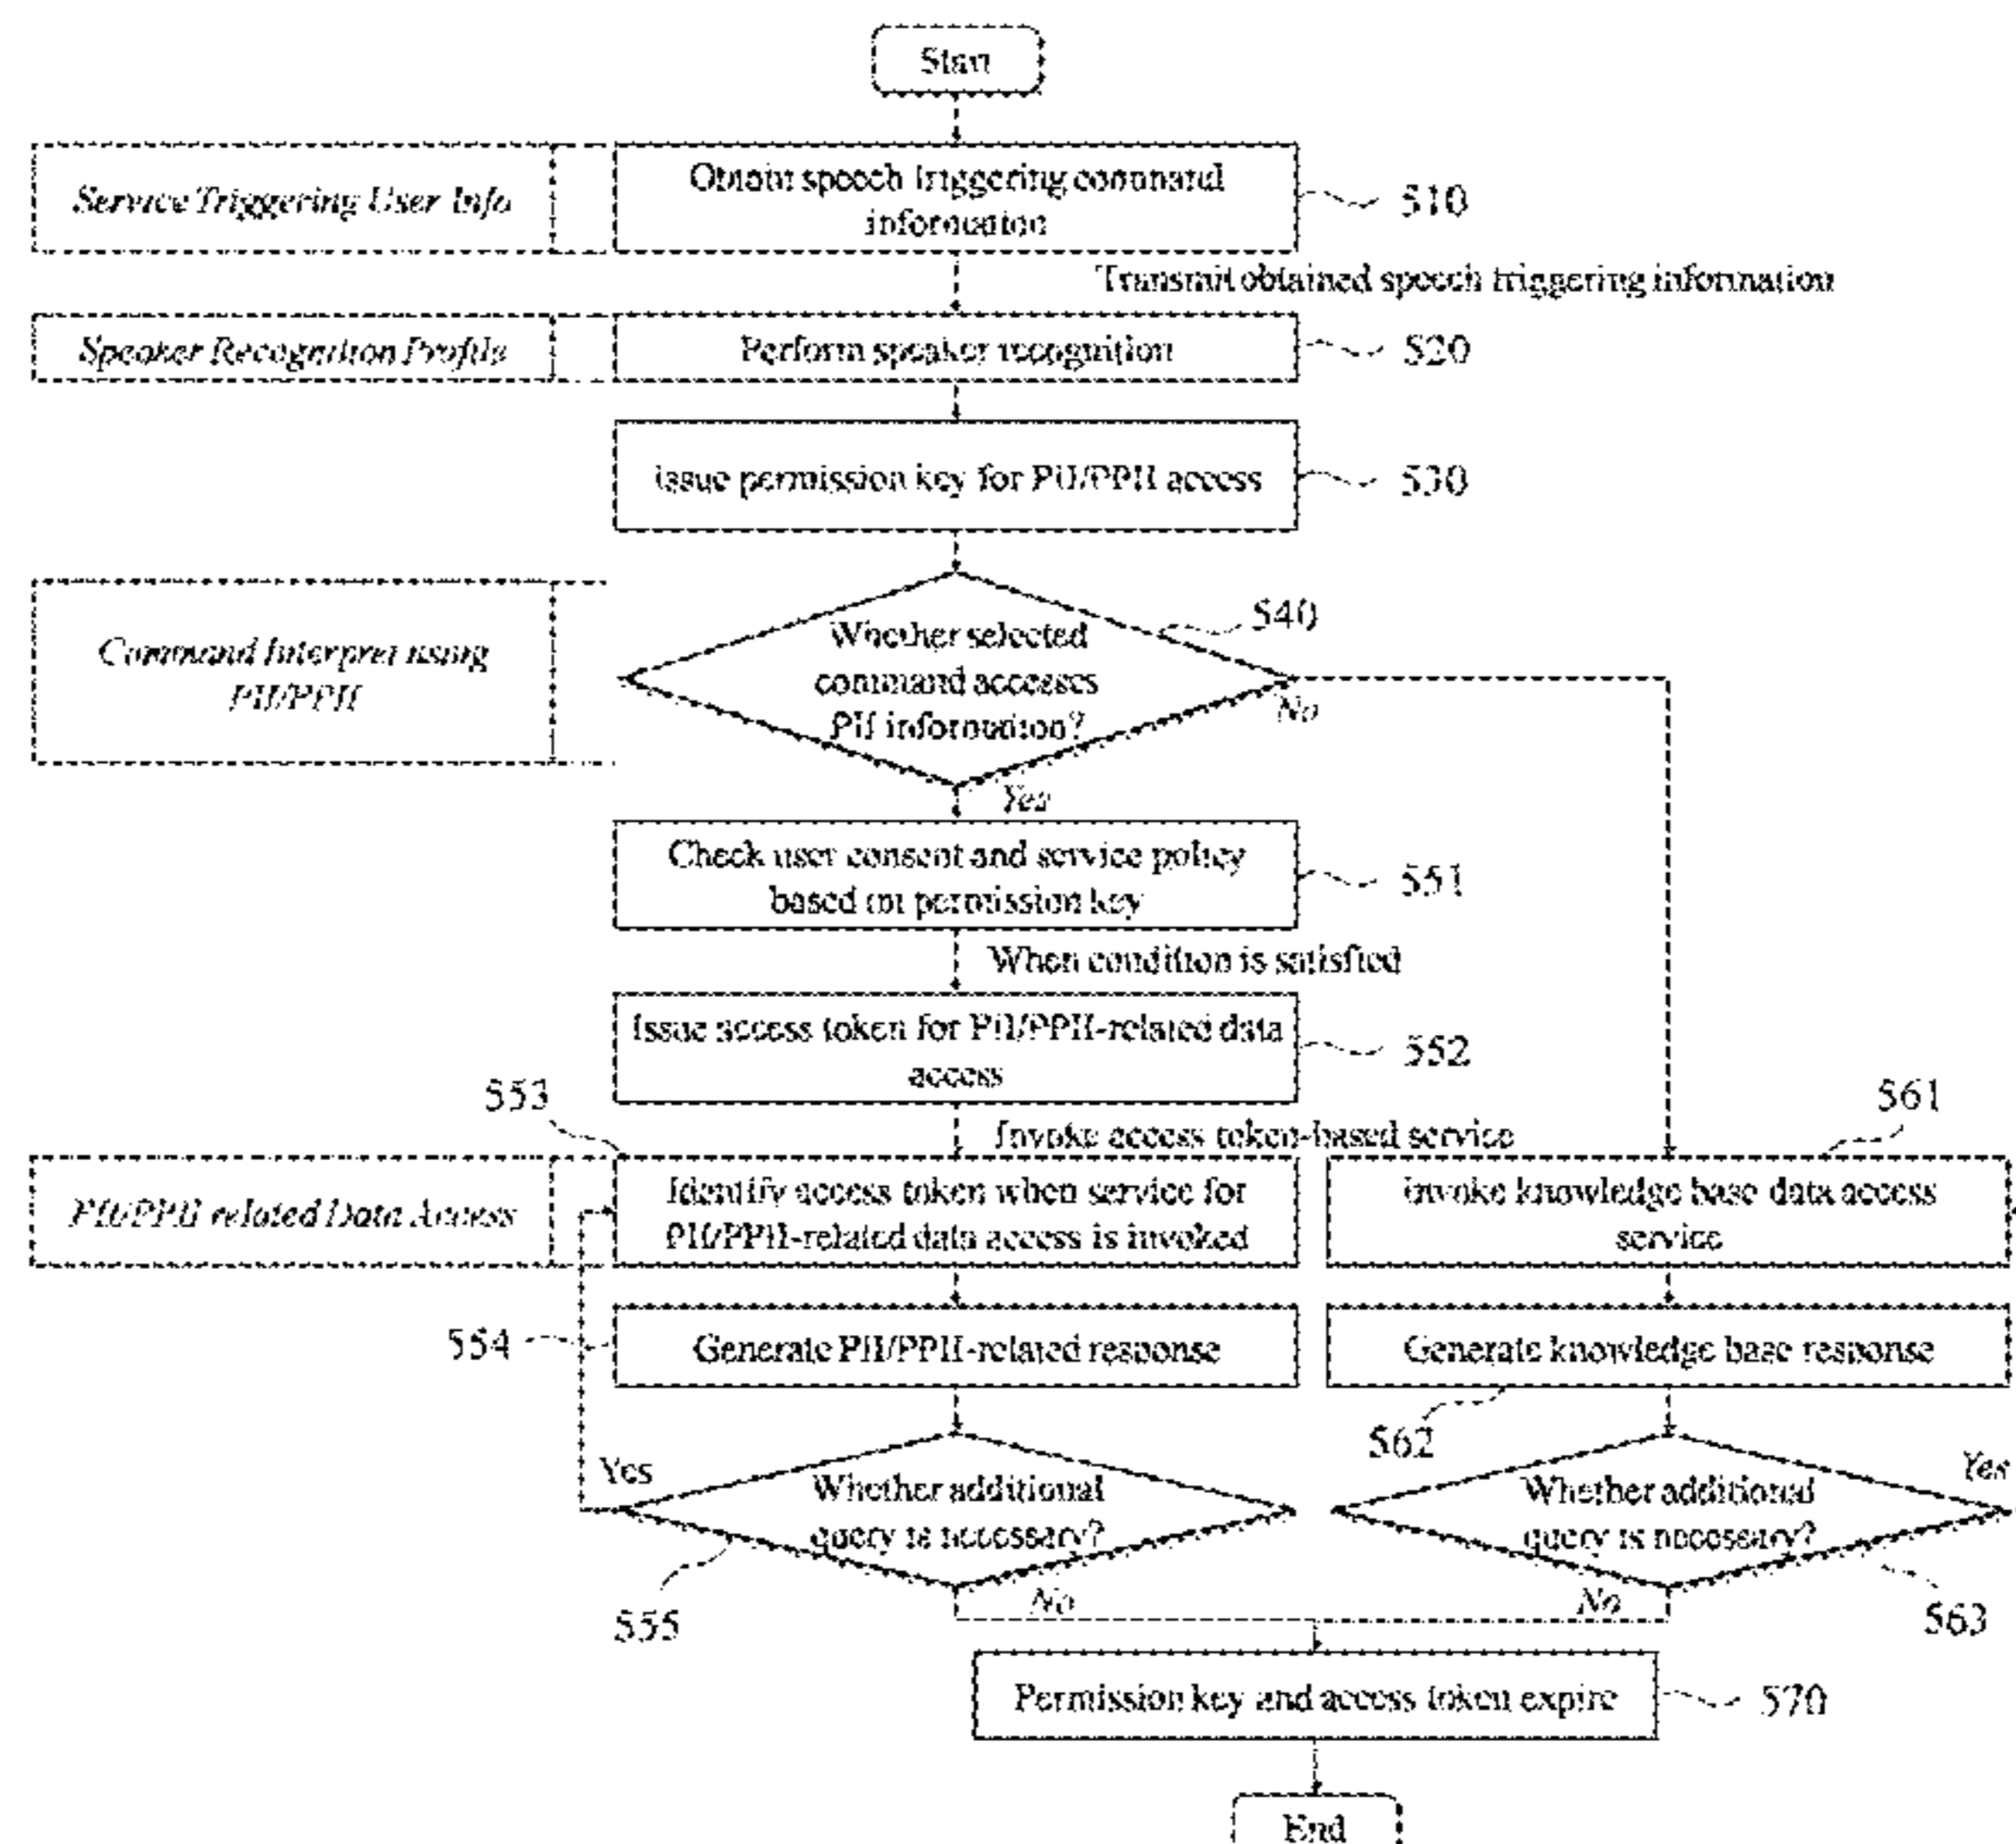 Start
Service Triggering User Info
Obtain speech triggering command
information
510
Transmit obtained speech triggering information
Speaker Recognition Profile
Perform speaker recognition
520
Issue permission key for PII/PPII access
530
Command Interpret using
PII/PPII
Whether selected
command accesses
PII information?
540
No
Yes
Check user consent and service policy
based on permission key
551
When condition is satisfied
Issue access token for PII/PPII-related data
access
552
553
Invoke access token-based service
561
PII/PPII related Data Access
Identify access token when service for
PII/PPII-related data access is invoked
Invoke knowledge base data access
service
554
Generate PII/PPII-related response
Generate knowledge base response
562
Yes
Whether additional
query is necessary?
Whether additional
query is necessary?
Yes
555
No
No
563
Permission key and access token expire
570
End